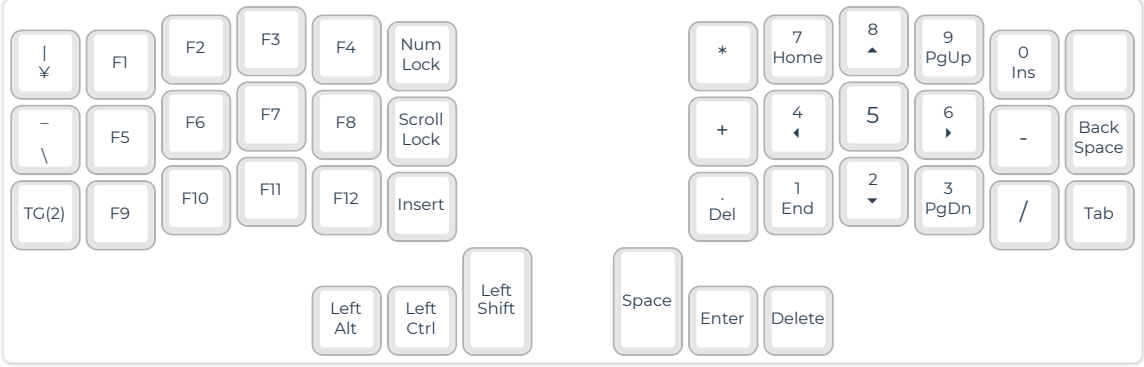 |
¥
F1
F2
F3
F4
Num
Lock
*
7
Home
8
9
PgUp
0
Ins
_
\
F5
F6
F7
F8
Scroll
Lock
+
4
5
6
-
Back
Space
TG(2)
F9
F10
F11
F12
Insert
.
Del
1
End
2
3
PgDn
/
Tab
Left
Alt
Left
Ctrl
Left
Shift
Space
Enter
Delete